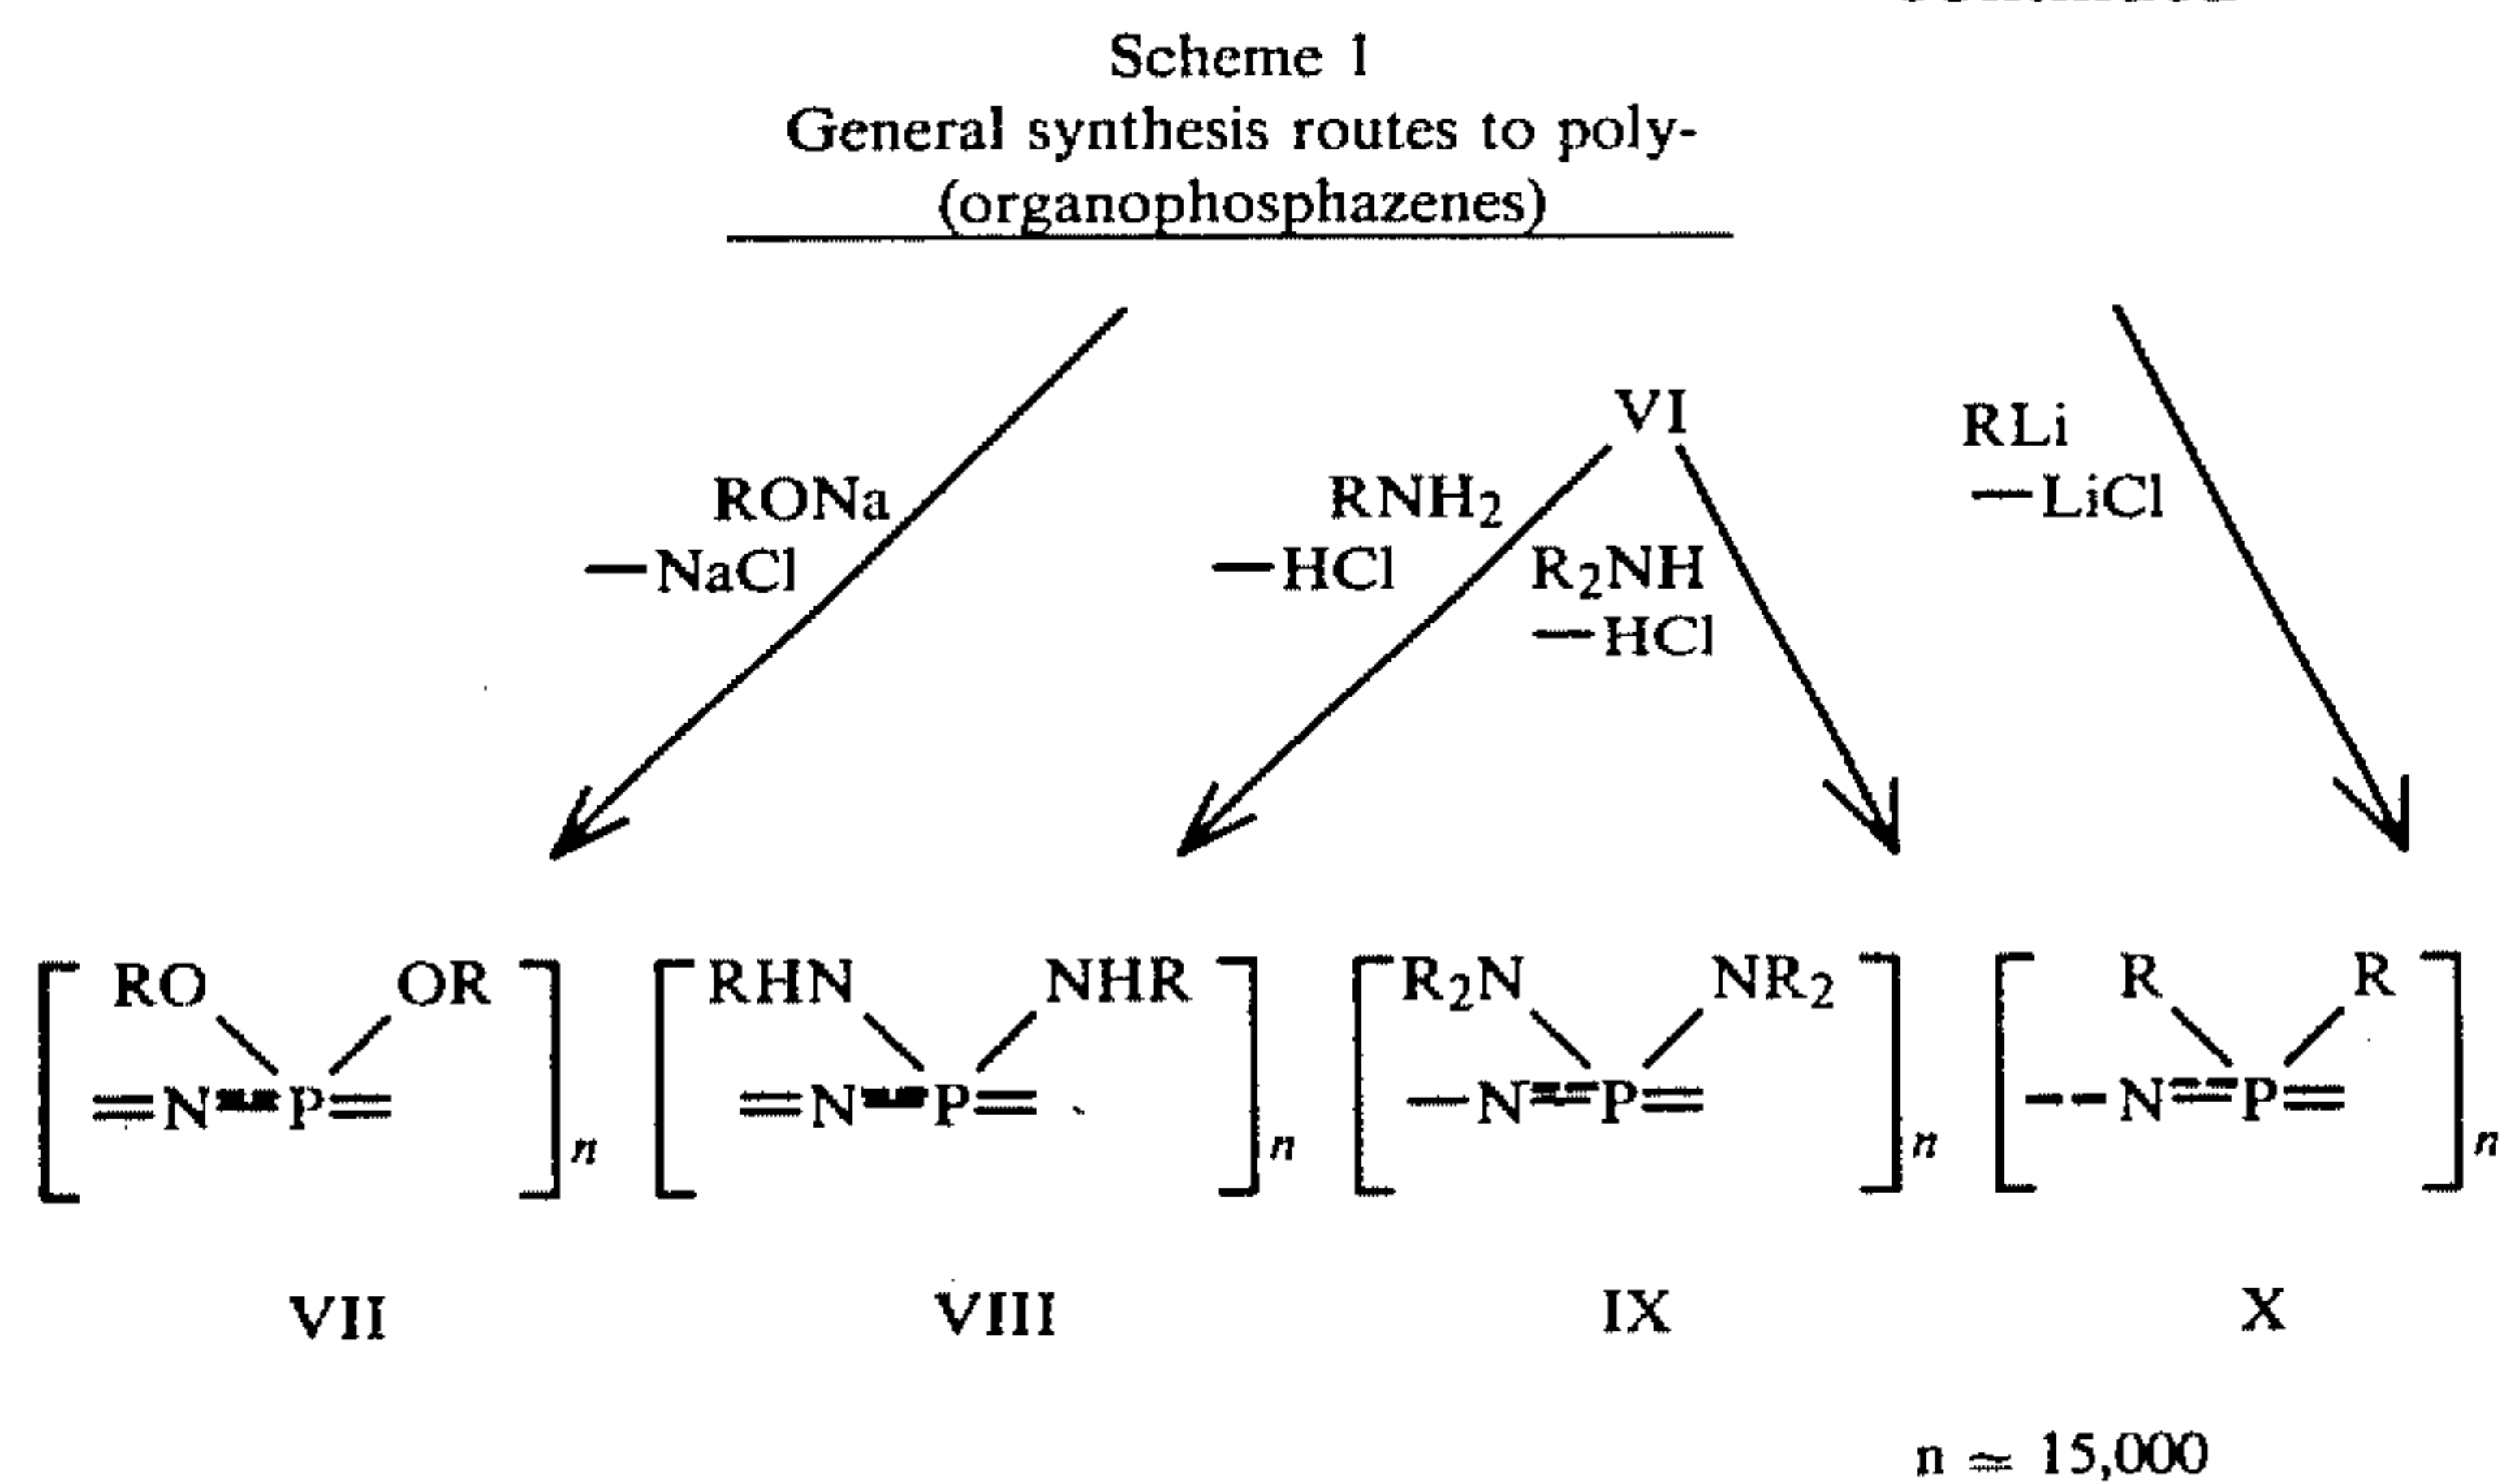 Scheme I
General synthesis routes to poly-
(organophosphazenes)
VI
RLi
—LiCl
RONa
—NaCl
RNH2
—HCl
R2NH
—HCl
RO OR
=N=P=
n
RHN NHR
=N=P=
n
R2N NR2
—N=P=
n
R R
--N=P=
n
VII VIII IX X
n ≃ 15,000